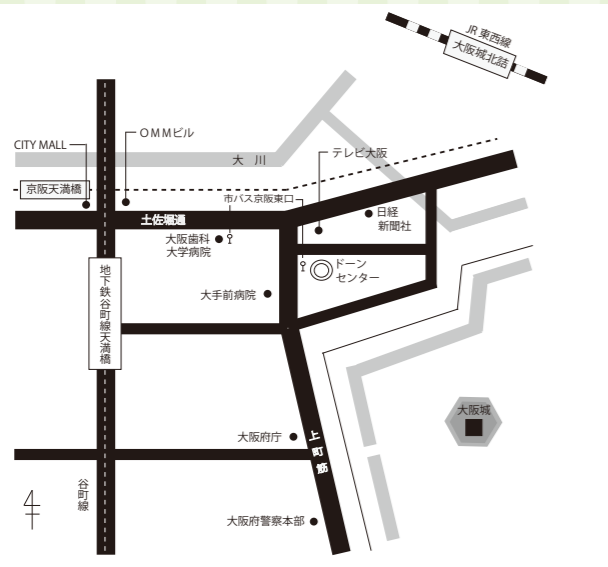 JR 東西線
大阪城北詰
OMMビル
CITY MALL
大 川
テレビ大阪
京阪天満橋
市バス京阪東口
土佐堀通
日経
新聞社
大阪歯科
大学病院
ドーン
センター
地下鉄谷町線天満橋
大手前病院
大阪城
大阪府庁
上町筋
谷町線
大阪府警察本部